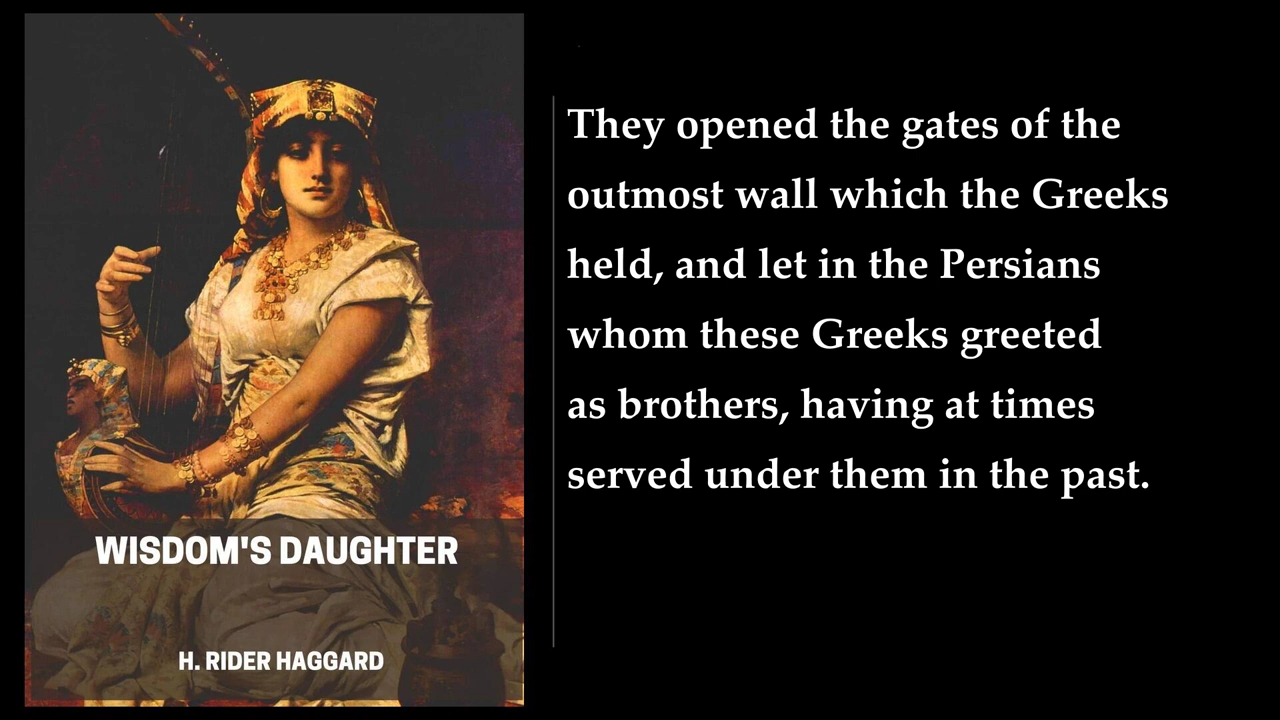 WISDOM'S DAUGHTER
H. RIDER HAGGARD
They opened the gates of the
outmost wall which the Greeks
held, and let in the Persians
whom these Greeks greeted
as brothers, having at times
served under them in the past.